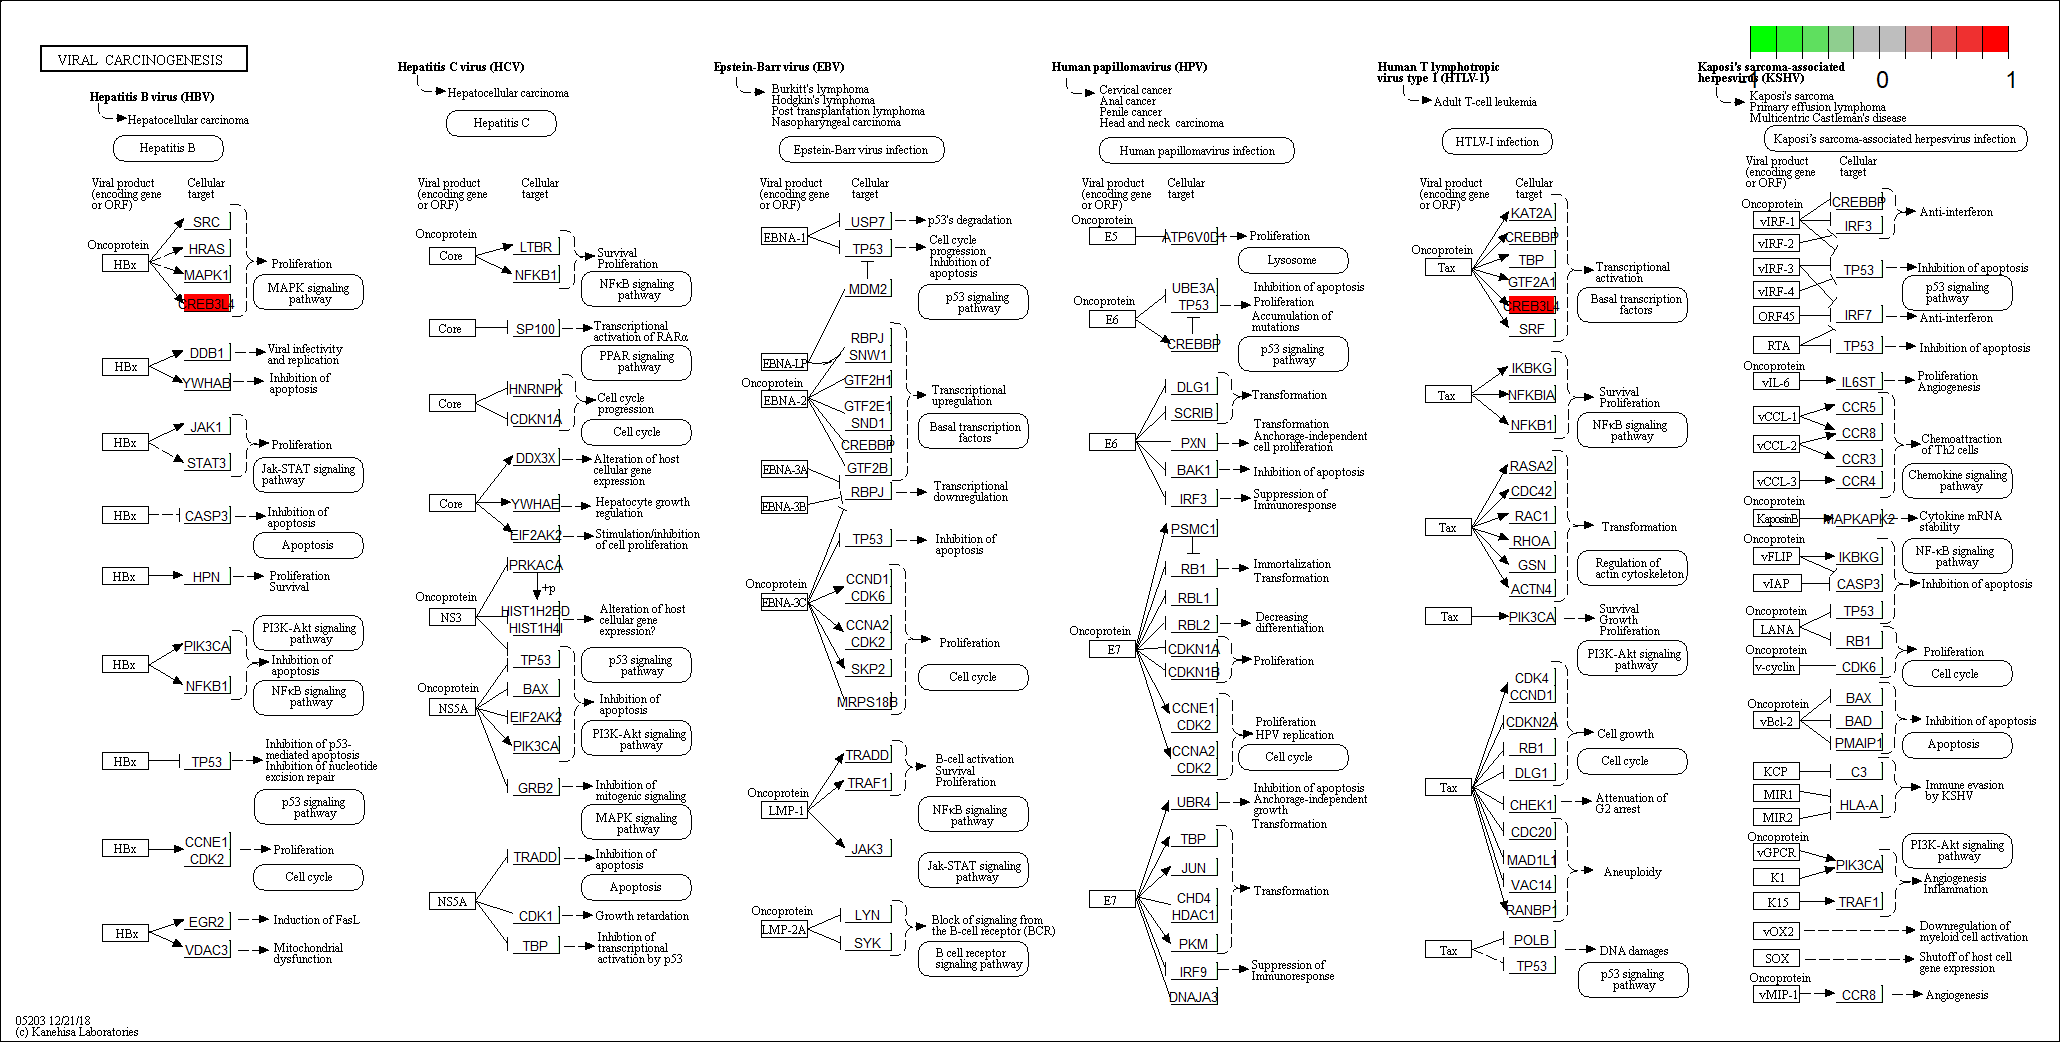 VIRAL CARCINOGENESIS
Hepatitis B virus (HBV)
Hepatocellular carcinoma
Hepatitis B
Viral product
(encoding gene
or ORF)
Cellular
target
Oncoprotein
HBx
SRC
HRAS
MAPK1
CREB3L4
Proliferation
MAPK signaling
pathway
HBx
DDB1
YWHAB
Viral infectivity
and replication
Inhibition of
apoptosis
HBx
JAK1
STAT3
Proliferation
Jak-STAT signaling
pathway
HBx
CASP3
Inhibition of
apoptosis
Apoptosis
HBx
HPN
Proliferation
Survival
PI3K-Akt signaling
pathway
HBx
PIK3CA
NFKB1
Inhibition of
apoptosis
NFκB signaling
pathway
HBx
TP53
Inhibition of p53-
mediated apoptosis
Inhibition of nucleotide
excision repair
p53 signaling
pathway
HBx
CCNE1
CDK2
Proliferation
Cell cycle
HBx
EGR2
VDAC3
Induction of FasL
Mitochondrial
dysfunction
05203 12/21/18
(c) Kanehisa Laboratories
Hepatitis C virus (HCV)
Hepatocellular carcinoma
Hepatitis C
Viral product
(encoding gene
or ORF)
Cellular
target
Oncoprotein
Core
LTBR
NFKB1
Survival
Proliferation
NFκB signaling
pathway
Core
SP100
Transcriptional
activation of RARα
PPAR signaling
pathway
Core
HNRNPK
CDKN1A
Cell cycle
progression
Cell cycle
Core
DDX3X
YWHAE
EIF2AK2
Alteration of host
cellular gene
expression
Hepatocyte growth
regulation
Stimulation/inhibition
of cell proliferation
Oncoprotein
NS3
PRKACA
+p
HIST1H2BD
HIST1H4I
Alteration of host
cellular gene
expression?
TP53
p53 signaling
pathway
Oncoprotein
NS5A
BAX
EIF2AK2
PIK3CA
Inhibition of
apoptosis
PI3K-Akt signaling
pathway
GRB2
Inhibition of
mitogenic signaling
MAPK signaling
pathway
NS5A
TRADD
Inhibition of
apoptosis
Apoptosis
CDK1
Growth retardation
TBP
Inhibtion of
transcriptional
activation by p53
Epstein-Barr virus (EBV)
Burkitt's lymphoma
Hodgkin's lymphoma
Post transplantation lymphoma
Nasopharyngeal carcinoma
Epstein-Barr virus infection
Viral product
(encoding gene
or ORF)
Cellular
target
EBNA-1
USP7
TP53
p53's degradation
Cell cycle
progression
Inhibition of
apoptosis
p53 signaling
pathway
MDM2
EBNA-LP
Oncoprotein
EBNA-2
RBPJ
SNW1
GTF2H1
GTF2E1
SND1
CREBBP
GTF2B
Transcriptional
upregulation
Basal transcription
factors
EBNA-3A
EBNA-3B
RBPJ
Transcriptional
downregulation
TP53
Inhibition of
apoptosis
Oncoprotein
EBNA-3C
CCND1
CDK6
CCNA2
CDK2
SKP2
MRPS18B
Proliferation
Cell cycle
Oncoprotein
LMP-1
TRADD
TRAF1
B-cell activation
Survival
Proliferation
NFκB signaling
pathway
JAK3
Jak-STAT signaling
pathway
Oncoprotein
LMP-2A
LYN
SYK
Block of signaling from
the B-cell receptor (BCR)
B cell receptor
signaling pathway
Human papillomavirus (HPV)
Cervical cancer
Anal cancer
Penile cancer
Head and neck carcinoma
Human papillomavirus infection
Viral product
(encoding gene
or ORF)
Cellular
target
Oncoprotein
E5
ATP6V0D1
Proliferation
Lysosome
Oncoprotein
E6
UBE3A
TP53
CREBBP
Inhibition of apoptosis
Proliferation
Accumulation of
mutations
p53 signaling
pathway
E6
DLG1
SCRIB
Transformation
PXN
Transformation
Anchorage-independent
cell proliferation
BAK1
Inhibition of apoptosis
IRF3
Suppression of
Immunoresponse
Oncoprotein
E7
PSMC1
RB1
Immortalization
Transformation
RBL1
RBL2
Decreasing
differentiation
CDKN1A
CDKN1B
Proliferation
CCNE1
CDK2
CCNA2
CDK2
Proliferation
HPV replication
Cell cycle
E7
UBR4
Inhibition of apoptosis
Anchorage-independent
growth
Transformation
TBP
JUN
CHD4
HDAC1
PKM
Transformation
IRF9
Suppression of
Immunoresponse
DNAJA3
Human T lymphotropic
virus type 1 (HTLV-1)
Adult T-cell leukemia
HTLV-I infection
Viral product
(encoding gene
or ORF)
Cellular
target
Oncoprotein
Tax
KAT2A
CREBBP
TBP
GTF2A1
CREB3L4
SRF
Transcriptional
activation
Basal transcription
factors
Tax
IKBKG
NFKBIA
NFKB1
Survival
Proliferation
NFκB signaling
pathway
Tax
RASA2
CDC42
RAC1
RHOA
GSN
ACTN4
Transformation
Regulation of
actin cytoskeleton
Tax
PIK3CA
Survival
Growth
Proliferation
PI3K-Akt signaling
pathway
Tax
CDK4
CCND1
CDKN2A
RB1
DLG1
Cell growth
Cell cycle
CHEK1
Attenuation of
G2 arrest
CDC20
MAD1L1
VAC14
RANBP1
Aneuploidy
Tax
POLB
TP53
DNA damages
p53 signaling
pathway
0
1
Kaposi's sarcoma-associated
herpesvirus (KSHV)
Kaposi's sarcoma
Primary effusion lymphoma
Multicentric Castleman's disease
Kaposi's sarcoma-associated herpesvirus infection
Viral product
(encoding gene
or ORF)
Cellular
target
Oncoprotein
vIRF-1
vIRF-2
CREBBP
IRF3
Anti-interferon
vIRF-3
vIRF-4
TP53
Inhibition of apoptosis
p53 signaling
pathway
ORF45
IRF7
Anti-interferon
RTA
TP53
Inhibition of apoptosis
Oncoprotein
vIL-6
IL6ST
Proliferation
Angiogenesis
vCCL-1
vCCL-2
vCCL-3
CCR5
CCR8
CCR3
CCR4
Chemoattraction
of Th2 cells
Chemokine signaling
pathway
Oncoprotein
KaposinB
MAPKAPK2
Cytokine mRNA
stability
Oncoprotein
vFLIP
IKBKG
NF-κB signaling
pathway
vIAP
CASP3
Inhibition of apoptosis
Oncoprotein
LANA
TP53
RB1
Proliferation
v-cyclin
CDK6
Cell cycle
Oncoprotein
vBcl-2
BAX
BAD
PMAIP1
Inhibition of apoptosis
Apoptosis
KCP
MIR1
MIR2
C3
HLA-A
Immune evasion
by KSHV
Oncoprotein
vGPCR
K1
K15
PIK3CA
TRAF1
PI3K-Akt signaling
pathway
Angiogenesis
Inflammation
vOX2
Downregulation of
myeloid cell activation
SOX
Shutoff of host cell
gene expression
Oncoprotein
vMIP-1
CCR8
Angiogenesis